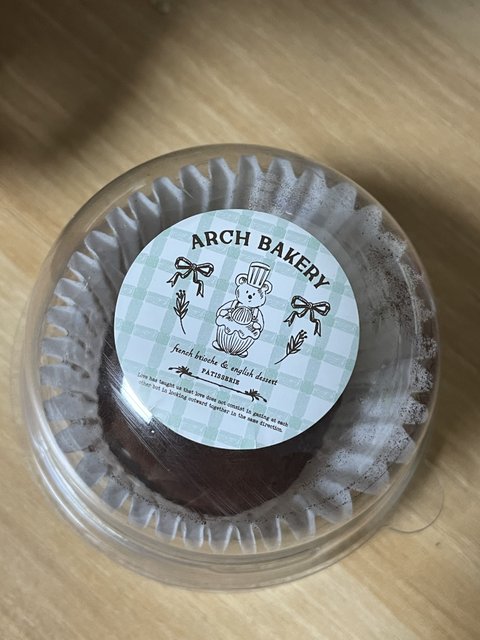 ARCH BAKERY
french brioche & english dessert
PATISSERIE
Love has taught us that love does not consist in gazing at each
other but in looking outward together in the same direction.